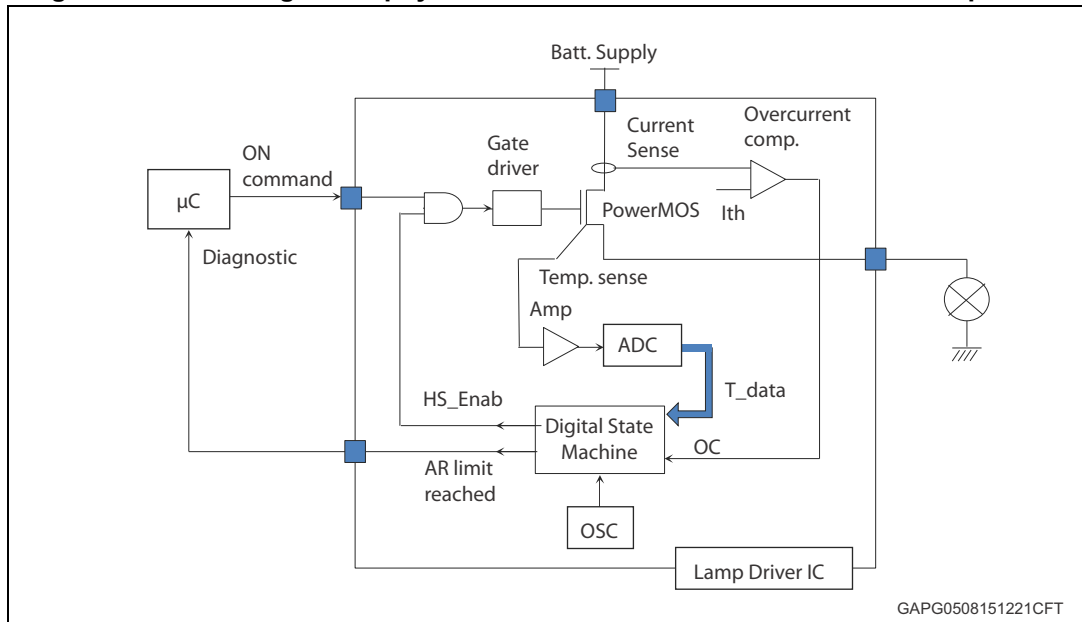 Batt. Supply
Overcurrent
comp.
Current
Sense
Gate
driver
ON
command
µC
Ith
PowerMOS
Diagnostic
Temp. sense
Amp
ADC
T_data
HS_Enab
Digital State
Machine
OC
AR limit
reached
OSC
Lamp Driver IC
GAPG0508151221CFT